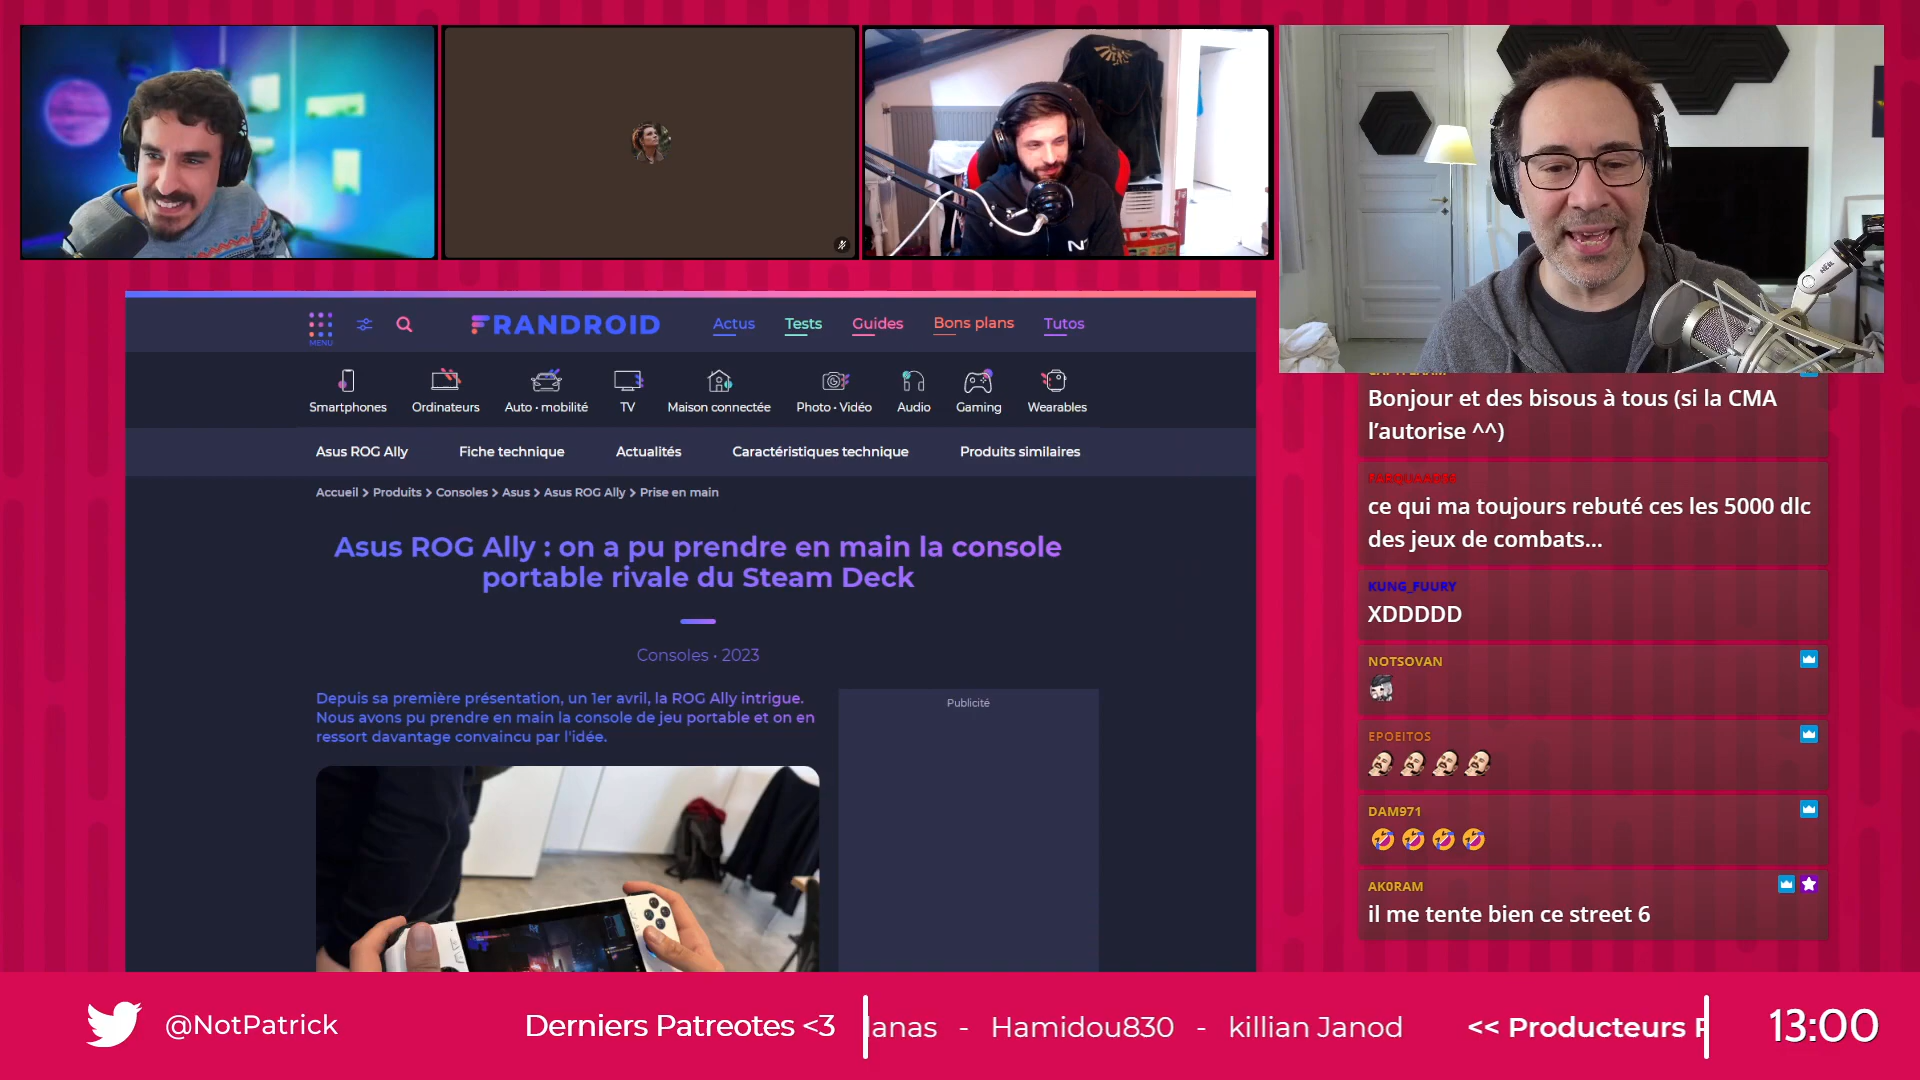 MENU
FRANDROID
Actus
Tests
Guides
Bons plans
Tutos
Smartphones
Ordinateurs
Auto • mobilité
TV
Maison connectée
Photo • Vidéo
Audio
Gaming
Wearables
Asus ROG Ally
Fiche technique
Actualités
Caractéristiques technique
Produits similaires
Accueil > Produits > Consoles > Asus > Asus ROG Ally > Prise en main
Asus ROG Ally : on a pu prendre en main la console
portable rivale du Steam Deck
Consoles • 2023
Depuis sa première présentation, un 1er avril, la ROG Ally intrigue.
Nous avons pu prendre en main la console de jeu portable et on en
ressort davantage convaincu par l'idée.
Publicité
Bonjour et des bisous à tous (si la CMA
l'autorise ^^)
ce qui ma toujours rebuté ces les 5000 dlc
des jeux de combats...
KUNG_FUURY
XDDDDD
NOTSOVAN
EPOEITOS
DAM971
AK0RAM
il me tente bien ce street 6
@NotPatrick
Derniers Patreotes <3
lanas - Hamidou830 - killian Janod
<< Producteurs
13:00